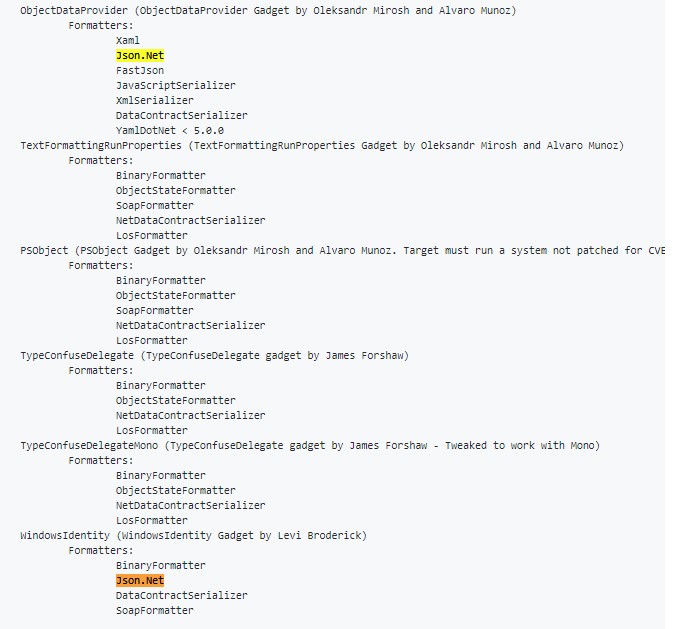 ObjectDataProvider (ObjectDataProvider Gadget by Oleksandr Mirosh and Alvaro Munoz)
Formatters:
Xaml
Json.Net
FastJson
JavaScriptSerializer
XmlSerializer
DataContractSerializer
YamlDotNet < 5.0.0
TextFormattingRunProperties (TextFormattingRunProperties Gadget by Oleksandr Mirosh and Alvaro Munoz)
Formatters:
BinaryFormatter
ObjectStateFormatter
SoapFormatter
NetDataContractSerializer
LosFormatter
PSObject (PSObject Gadget by Oleksandr Mirosh and Alvaro Munoz. Target must run a system not patched for CVE
Formatters:
BinaryFormatter
ObjectStateFormatter
SoapFormatter
NetDataContractSerializer
LosFormatter
TypeConfuseDelegate (TypeConfuseDelegate gadget by James Forshaw)
Formatters:
BinaryFormatter
ObjectStateFormatter
NetDataContractSerializer
LosFormatter
TypeConfuseDelegateMono (TypeConfuseDelegate gadget by James Forshaw - Tweaked to work with Mono)
Formatters:
BinaryFormatter
ObjectStateFormatter
NetDataContractSerializer
LosFormatter
WindowsIdentity (WindowsIdentity Gadget by Levi Broderick)
Formatters:
BinaryFormatter
Json.Net
DataContractSerializer
SoapFormatter